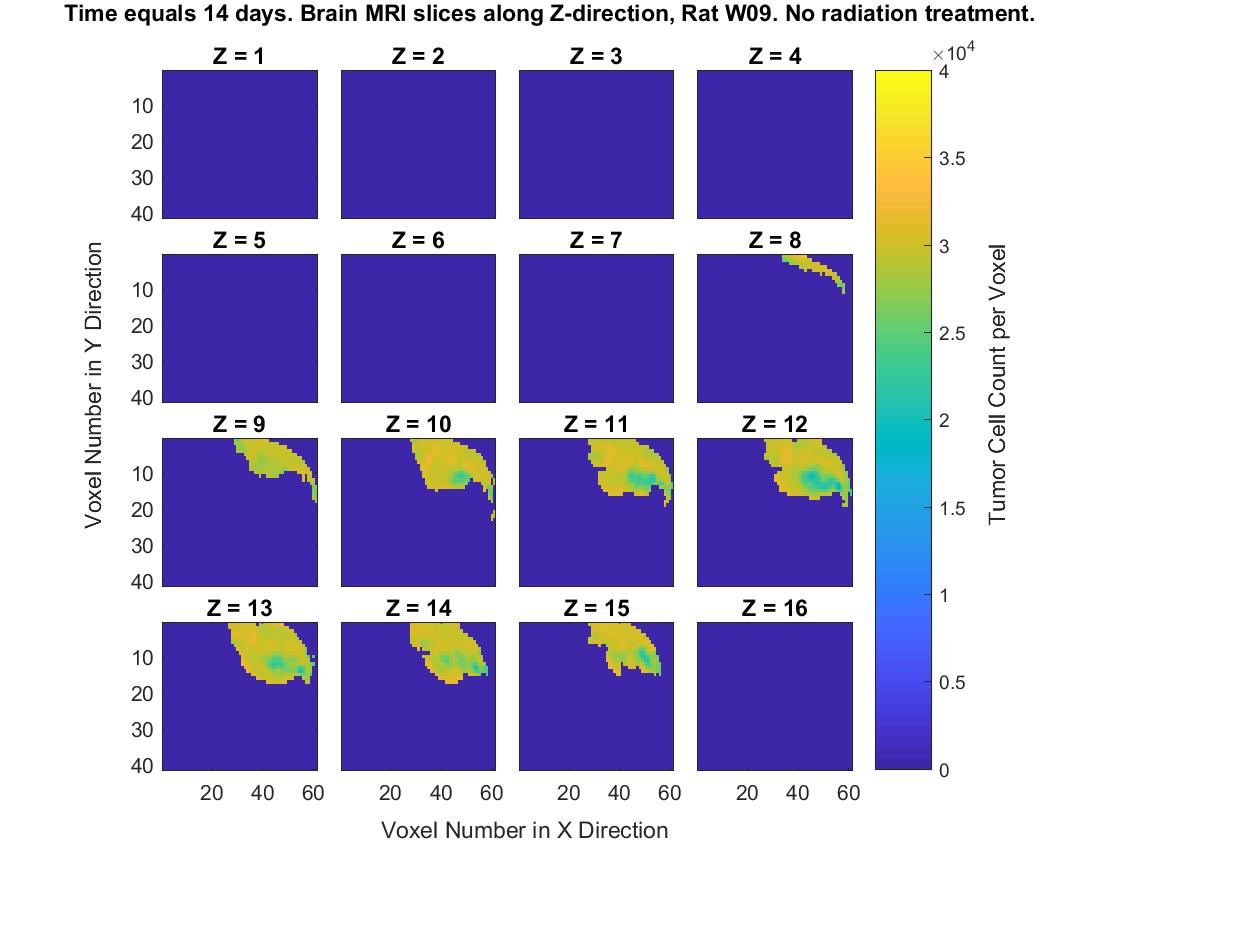 Time equals 14 days. Brain MRI slices along Z-direction, Rat W09. No radiation treatment.
Z = 1 Z = 2 Z = 3 Z = 4
×10⁴
10
20
30
40
Z = 5 Z = 6 Z = 7 Z = 8
10
20
30
40
Z = 9 Z = 10 Z = 11 Z = 12
10
20
30
40
Z = 13 Z = 14 Z = 15 Z = 16
10
20
30
40
20 40 60 20 40 60 20 40 60 20 40 60
Voxel Number in X Direction
Voxel Number in Y Direction
4
3.5
3
2.5
2
1.5
1
0.5
0
Tumor Cell Count per Voxel